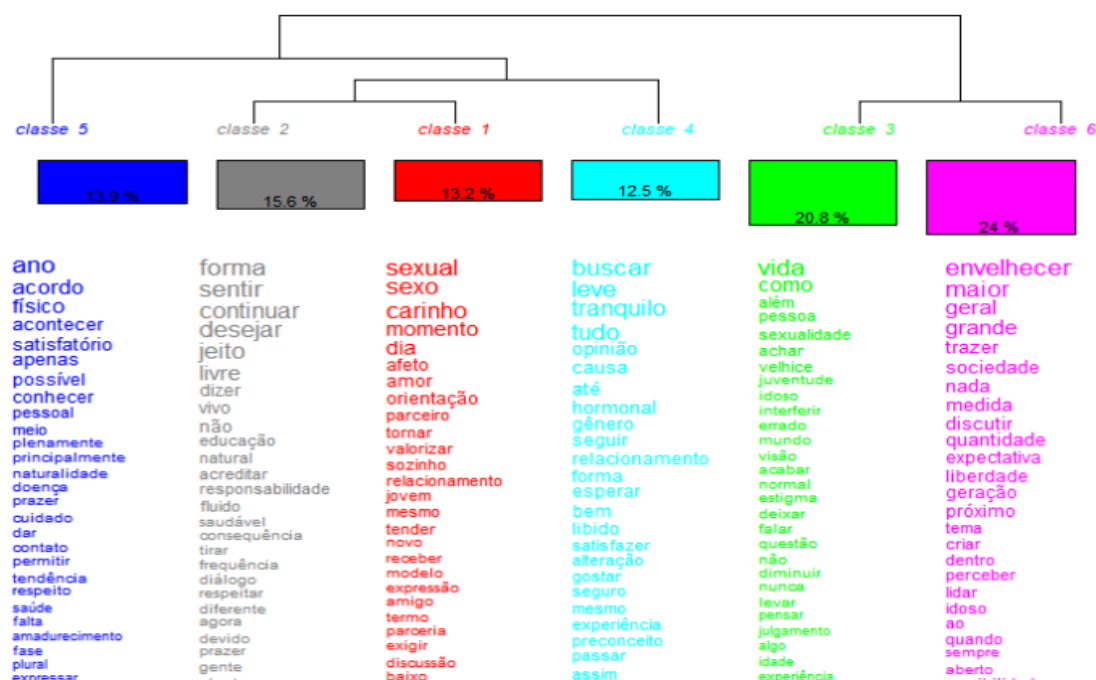 classe 5
classe 2
classe 1
classe 4
classe 3
classe 6
13.9 %
15.6 %
13.2 %
12.5 %
20.8 %
24 %
ano
acordo
físico
acontecer
satisfatório
apenas
possível
conhecer
pessoal
meio
plenamente
principalmente
naturalidade
doença
prazer
cuidado
dar
contato
permitir
tendência
respeito
saúde
falta
amadurecimento
fase
plural
expressar
forma
sentir
continuar
desejar
jeito
livre
dizer
vivo
não
educação
natural
acreditar
responsabilidade
fluido
saudável
consequência
tirar
frequência
diálogo
respeitar
diferente
agora
devido
prazer
gente
sexual
sexo
carinho
momento
dia
afeto
amor
orientação
parceiro
tornar
valorizar
sozinho
relacionamento
jovem
mesmo
tender
novo
receber
modelo
expressão
amigo
termo
parceria
exigir
discussão
baixo
buscar
leve
tranquilo
tudo
opinião
causa
até
hormonal
gênero
seguir
relacionamento
forma
esperar
bem
libido
satisfazer
alteração
gostar
seguro
mesmo
experiência
preconceito
passar
assim
vida
como
além
pessoa
sexualidade
achar
velhice
juventude
idoso
interferir
errado
mundo
visão
acabar
normal
estigma
deixar
falar
questão
não
diminuir
nunca
levar
pensar
julgamento
algo
idade
experiência
envelhecer
maior
geral
grande
trazer
sociedade
nada
medida
discutir
quantidade
expectativa
liberdade
geração
próximo
tema
criar
dentro
perceber
lidar
idoso
ao
quando
sempre
aberto